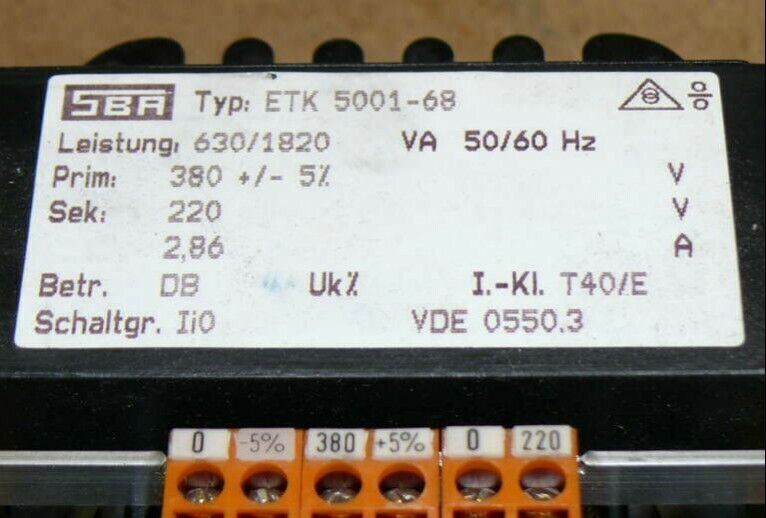 SBA Typ: ETK 5001-68
Leistung: 630/1820 VA 50/60 Hz
Prim: 380 +/- 5% V
Sek: 220 V
2,86 A
Betr. DB Uk% I.-Kl. T40/E
Schaltgr. Ii0 VDE 0550.3
0 -5% 380 +5% 0 220